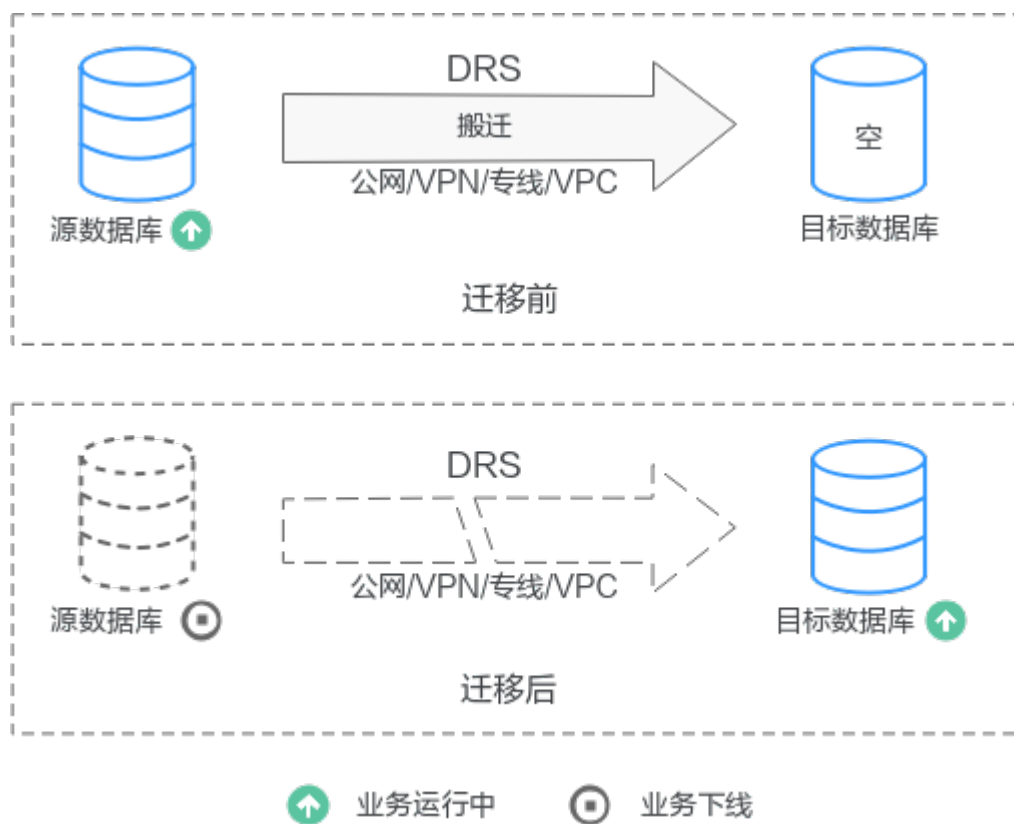 DRS
搬迁
空
公网/VPN/专线/VPC
源数据库
目标数据库
迁移前
DRS
公网/VPN/专线/VPC
源数据库
目标数据库
迁移后
业务运行中
业务下线